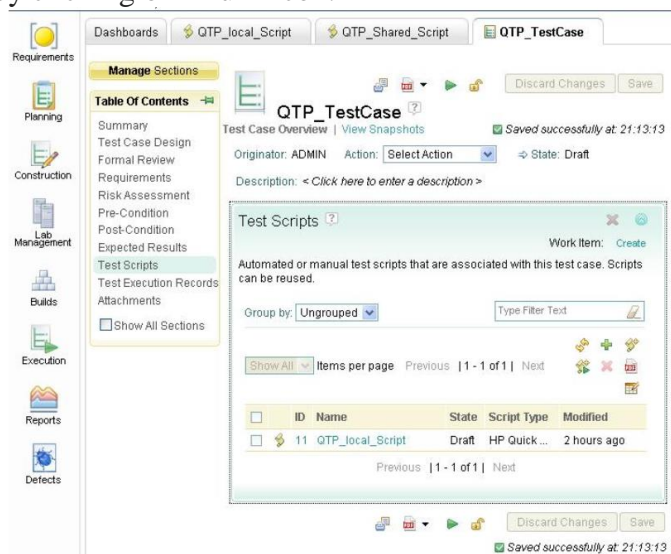 Dashboards QTP_local_Script QTP_Shared_Script QTP_TestCase
Requirements
Planning
Construction
Lab Management
Builds
Execution
Reports
Defects
Manage Sections
Table Of Contents
Summary
Test Case Design
Formal Review
Requirements
Risk Assessment
Pre-Condition
Post-Condition
Expected Results
Test Scripts
Test Execution Records
Attachments
Show All Sections
Discard Changes Save
QTP_TestCase
Test Case Overview | View Snapshots Saved successfully at: 21:13:13
Originator: ADMIN Action: Select Action State: Draft
Description: < Click here to enter a description >
Test Scripts
Work Item: Create
Automated or manual test scripts that are associated with this test case. Scripts
can be reused.
Group by: Ungrouped Type Filter Text
Show All Items per page Previous | 1 - 1 of 1 | Next
ID Name State Script Type Modified
11 QTP_local_Script Draft HP Quick ... 2 hours ago
Previous | 1 - 1 of 1 | Next
Discard Changes Save
Saved successfully at: 21:13:13